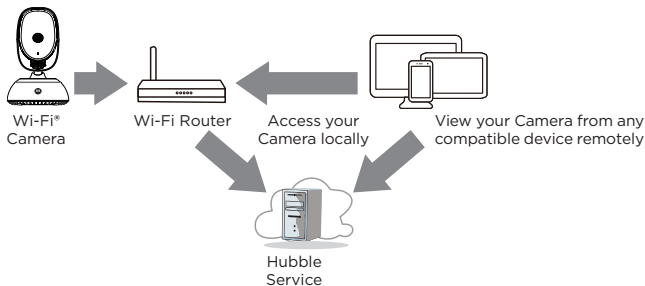 Wi-Fi®
Camera
Wi-Fi Router
Access your
Camera locally
View your Camera from any
compatible device remotely
Hubble
Service